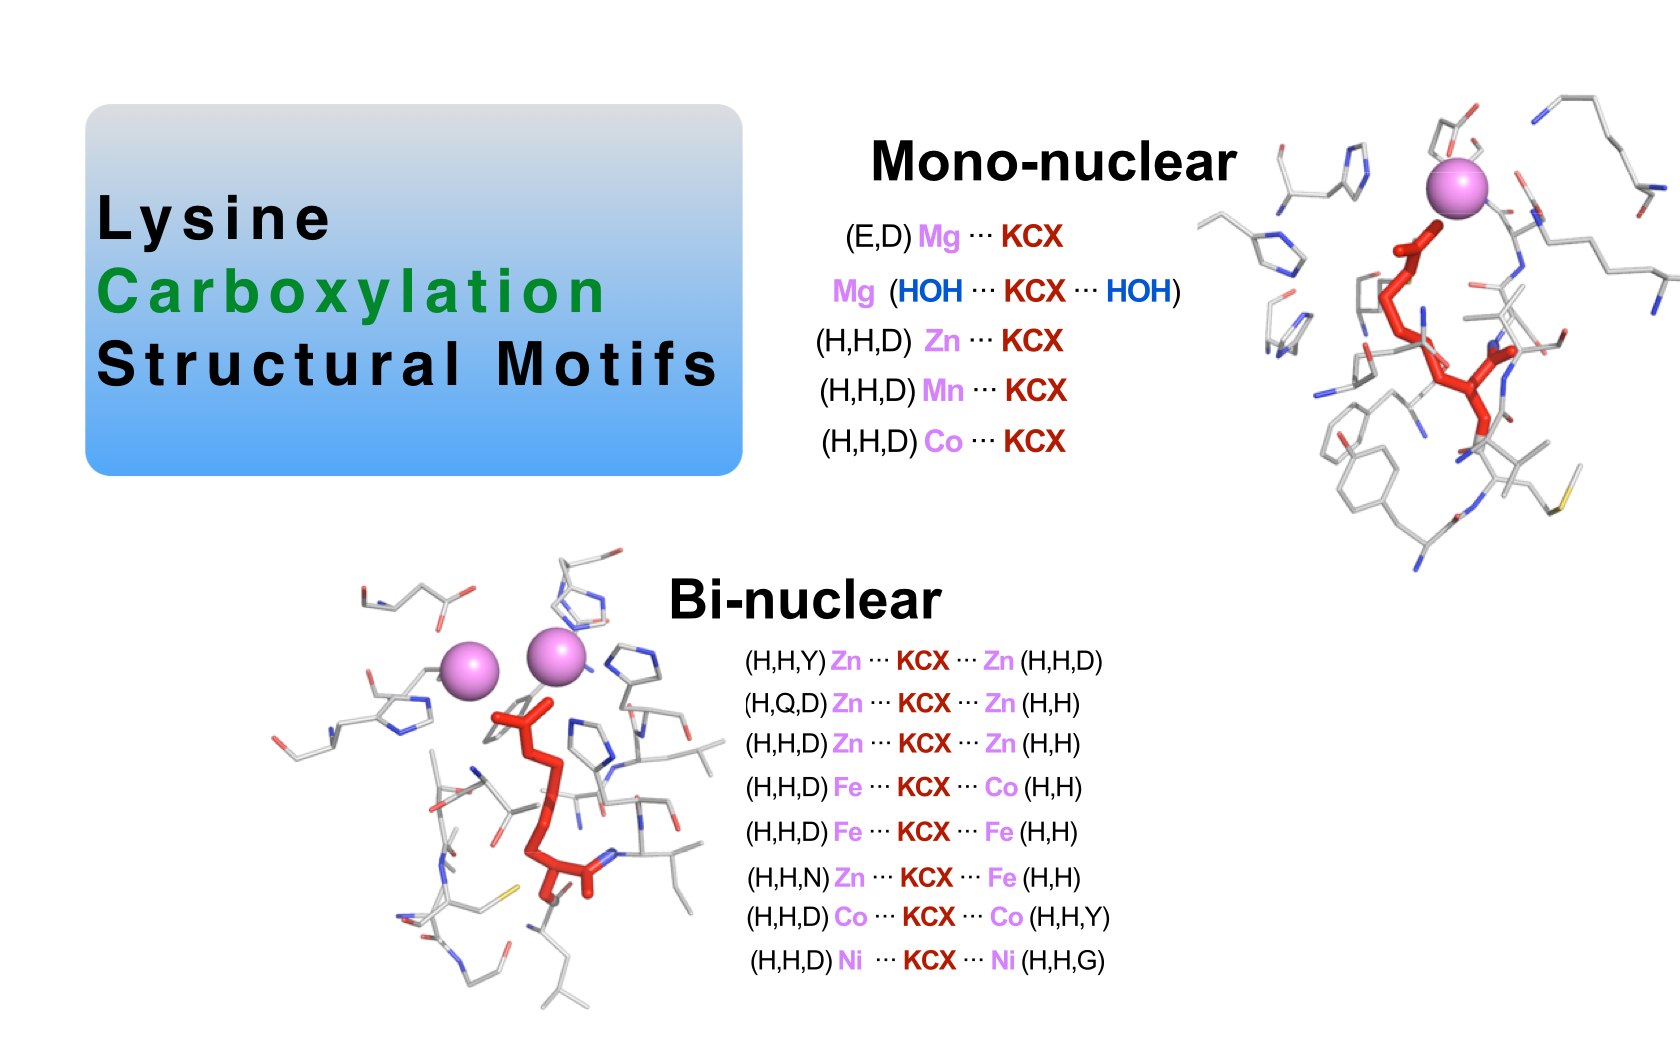 Lysine
Carboxylation
Structural Motifs
Mono-nuclear
(E,D) Mg ··· KCX
Mg (HOH ··· KCX ··· HOH)
(H,H,D) Zn ··· KCX
(H,H,D) Mn ··· KCX
(H,H,D) Co ··· KCX
Bi-nuclear
(H,H,Y) Zn ··· KCX ··· Zn (H,H,D)
(H,Q,D) Zn ··· KCX ··· Zn (H,H)
(H,H,D) Zn ··· KCX ··· Zn (H,H)
(H,H,D) Fe ··· KCX ··· Co (H,H)
(H,H,D) Fe ··· KCX ··· Fe (H,H)
(H,H,N) Zn ··· KCX ··· Fe (H,H)
(H,H,D) Co ··· KCX ··· Co (H,H,Y)
(H,H,D) Ni ··· KCX ··· Ni (H,H,G)